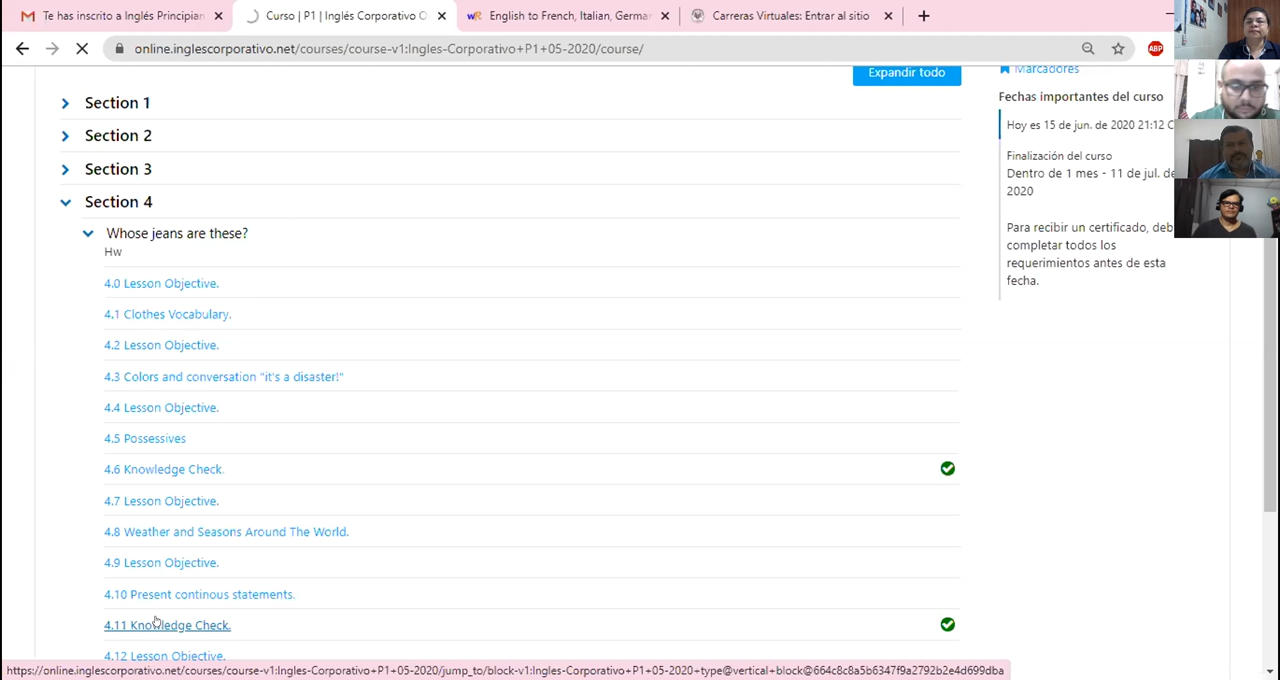 Te has inscrito a Inglés Principian
Curso | P1 | Inglés Corporativo O
English to French, Italian, Germa
Carreras Virtuales: Entrar al sitio
online.inglescorporativo.net/courses/course-v1:Ingles-Corporativo+P1+05-2020/course/
ABP
Expandir todo
Marcadores
Section 1
Fechas importantes del curso
Hoy es 15 de jun. de 2020 21:12 C
Section 2
Finalización del curso
Dentro de 1 mes - 11 de jul. de
2020
Section 3
Section 4
Para recibir un certificado, deb
completar todos los
requerimientos antes de esta
fecha.
Whose jeans are these?
Hw
4.0 Lesson Objective.
4.1 Clothes Vocabulary.
4.2 Lesson Objective.
4.3 Colors and conversation "it's a disaster!"
4.4 Lesson Objective.
4.5 Possessives
4.6 Knowledge Check.
4.7 Lesson Objective.
4.8 Weather and Seasons Around The World.
4.9 Lesson Objective.
4.10 Present continous statements.
4.11 Knowledge Check.
4.12 Lesson Objective.
https://online.inglescorporativo.net/courses/course-v1:Ingles-Corporativo+P1+05-2020/jump_to/block-v1:Ingles-Corporativo+P1+05-2020+type@vertical+block@664c8c8a5b6347f9a2792b2e4d699dba